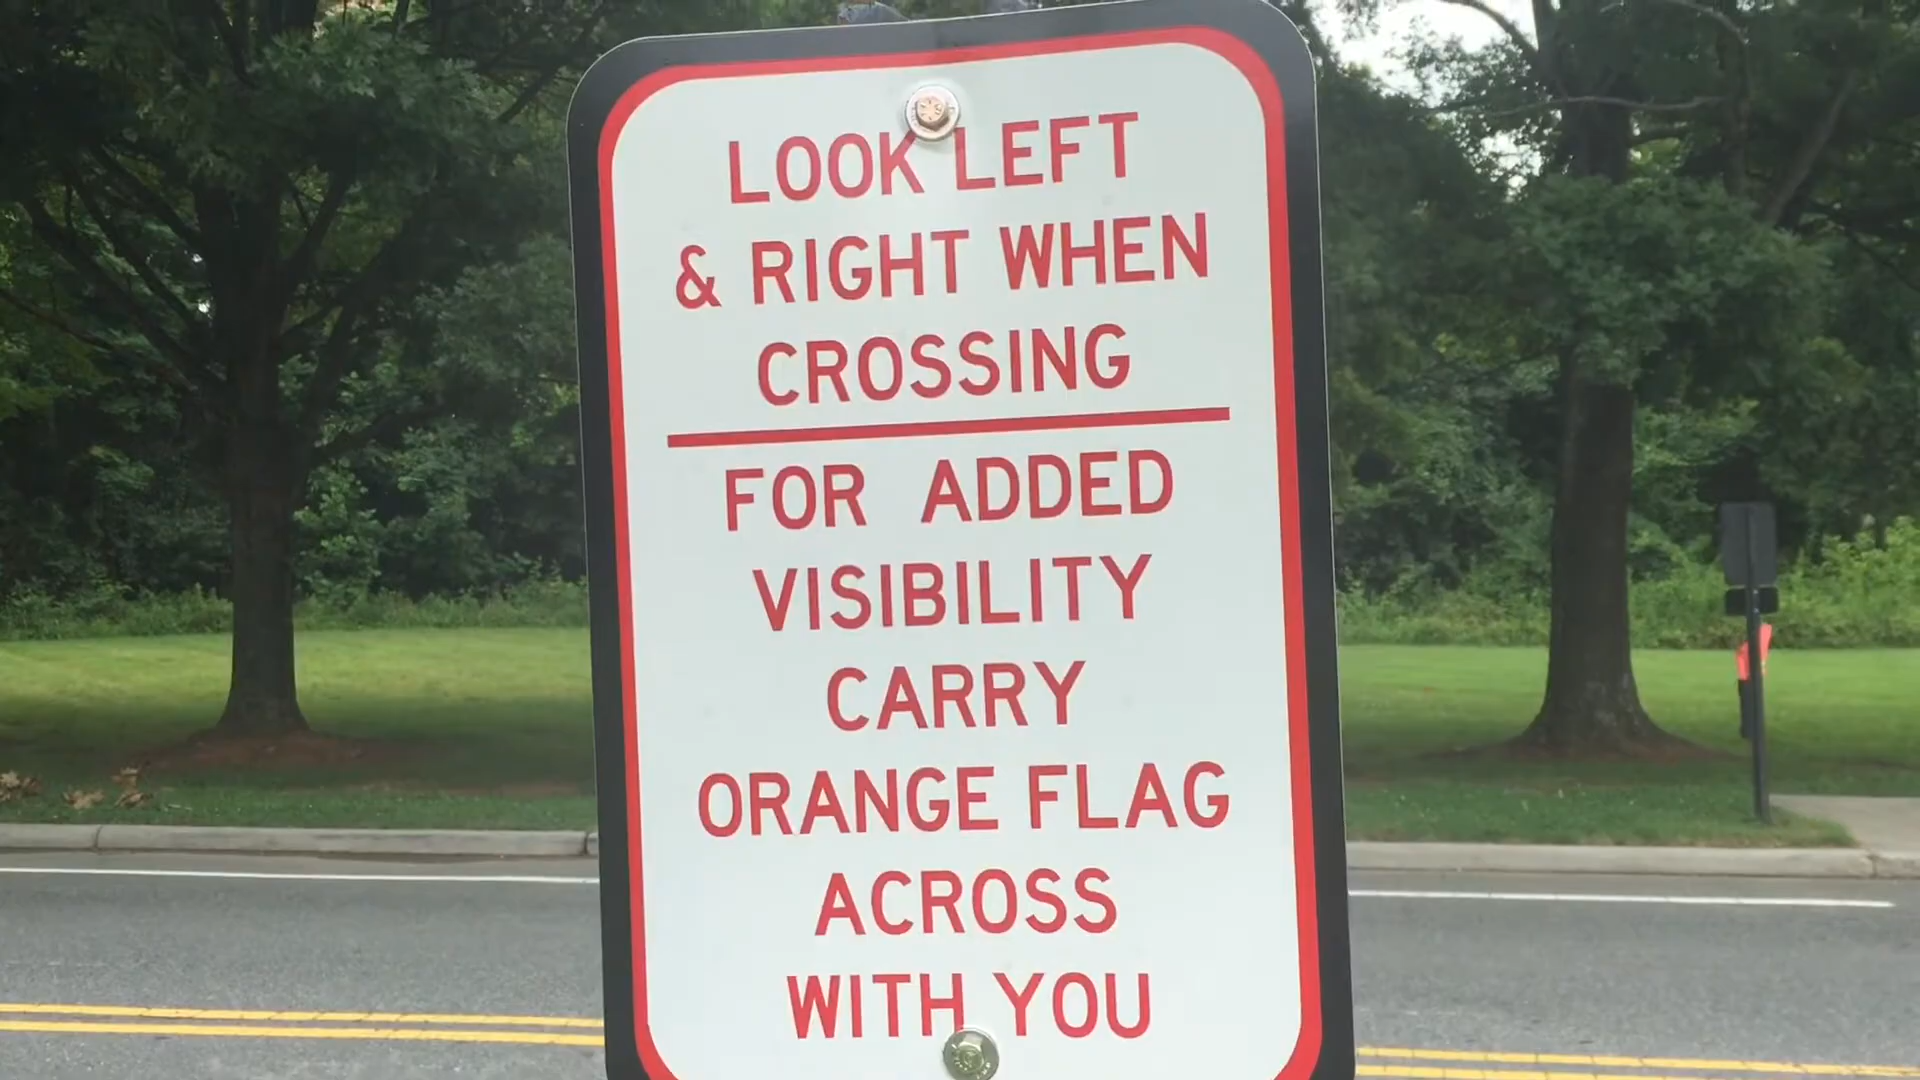 LOOK LEFT
& RIGHT WHEN
CROSSING
FOR ADDED
VISIBILITY
CARRY
ORANGE FLAG
ACROSS
WITH YOU